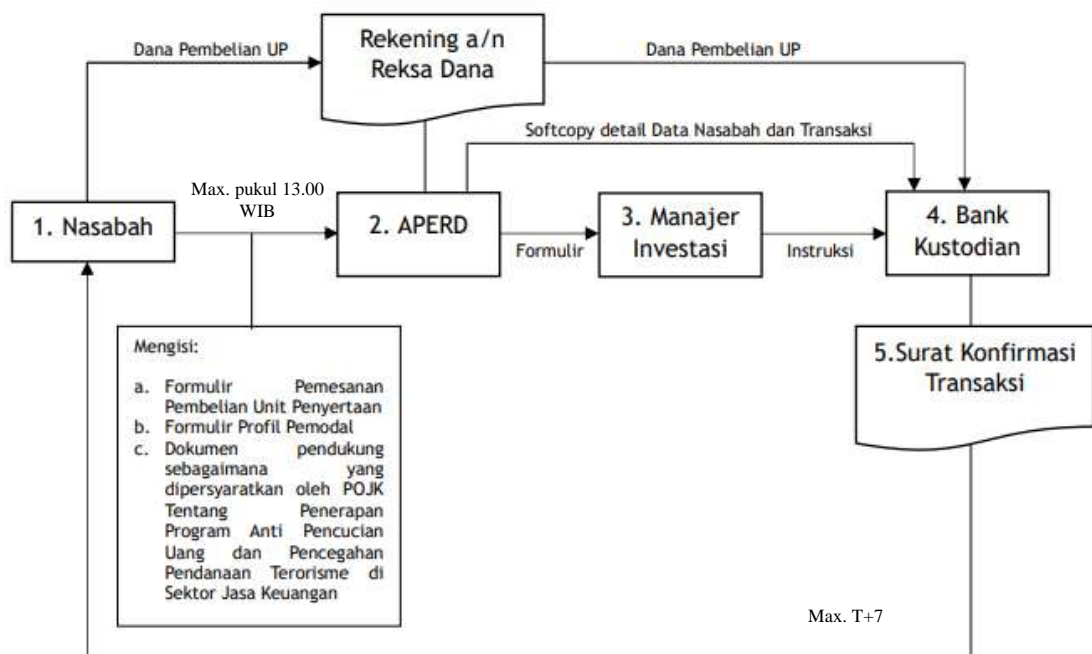 Dana Pembelian UP
Rekening a/n
Reksa Dana
Dana Pembelian UP
Softcopy detail Data Nasabah dan Transaksi
Max. pukul 13.00
WIB
1. Nasabah
2. APERD
Formulir
3. Manajer
Investasi
Instruksi
4. Bank
Kustodian
Mengisi:
a. Formulir Pemesanan
Pembelian Unit Penyertaan
b. Formulir Profil Pemodal
c. Dokumen pendukung
sebagaimana yang
dipersyaratkan oleh POJK
Tentang Penerapan
Program Anti Pencucian
Uang dan Pencegahan
Pendanaan Terorisme di
Sektor Jasa Keuangan
5.Surat Konfirmasi
Transaksi
Max. T+7